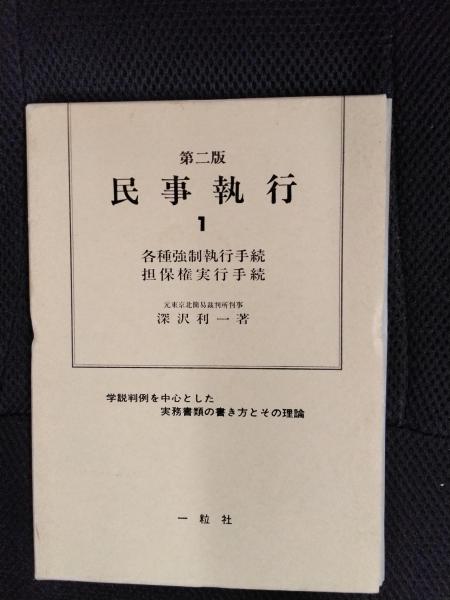 第二版
民事執行
1
各種強制執行手続
担保権実行手続
元東京北簡易裁判所判事
深沢利一著
学説判例を中心とした
実務書類の書き方とその理論
一粒社